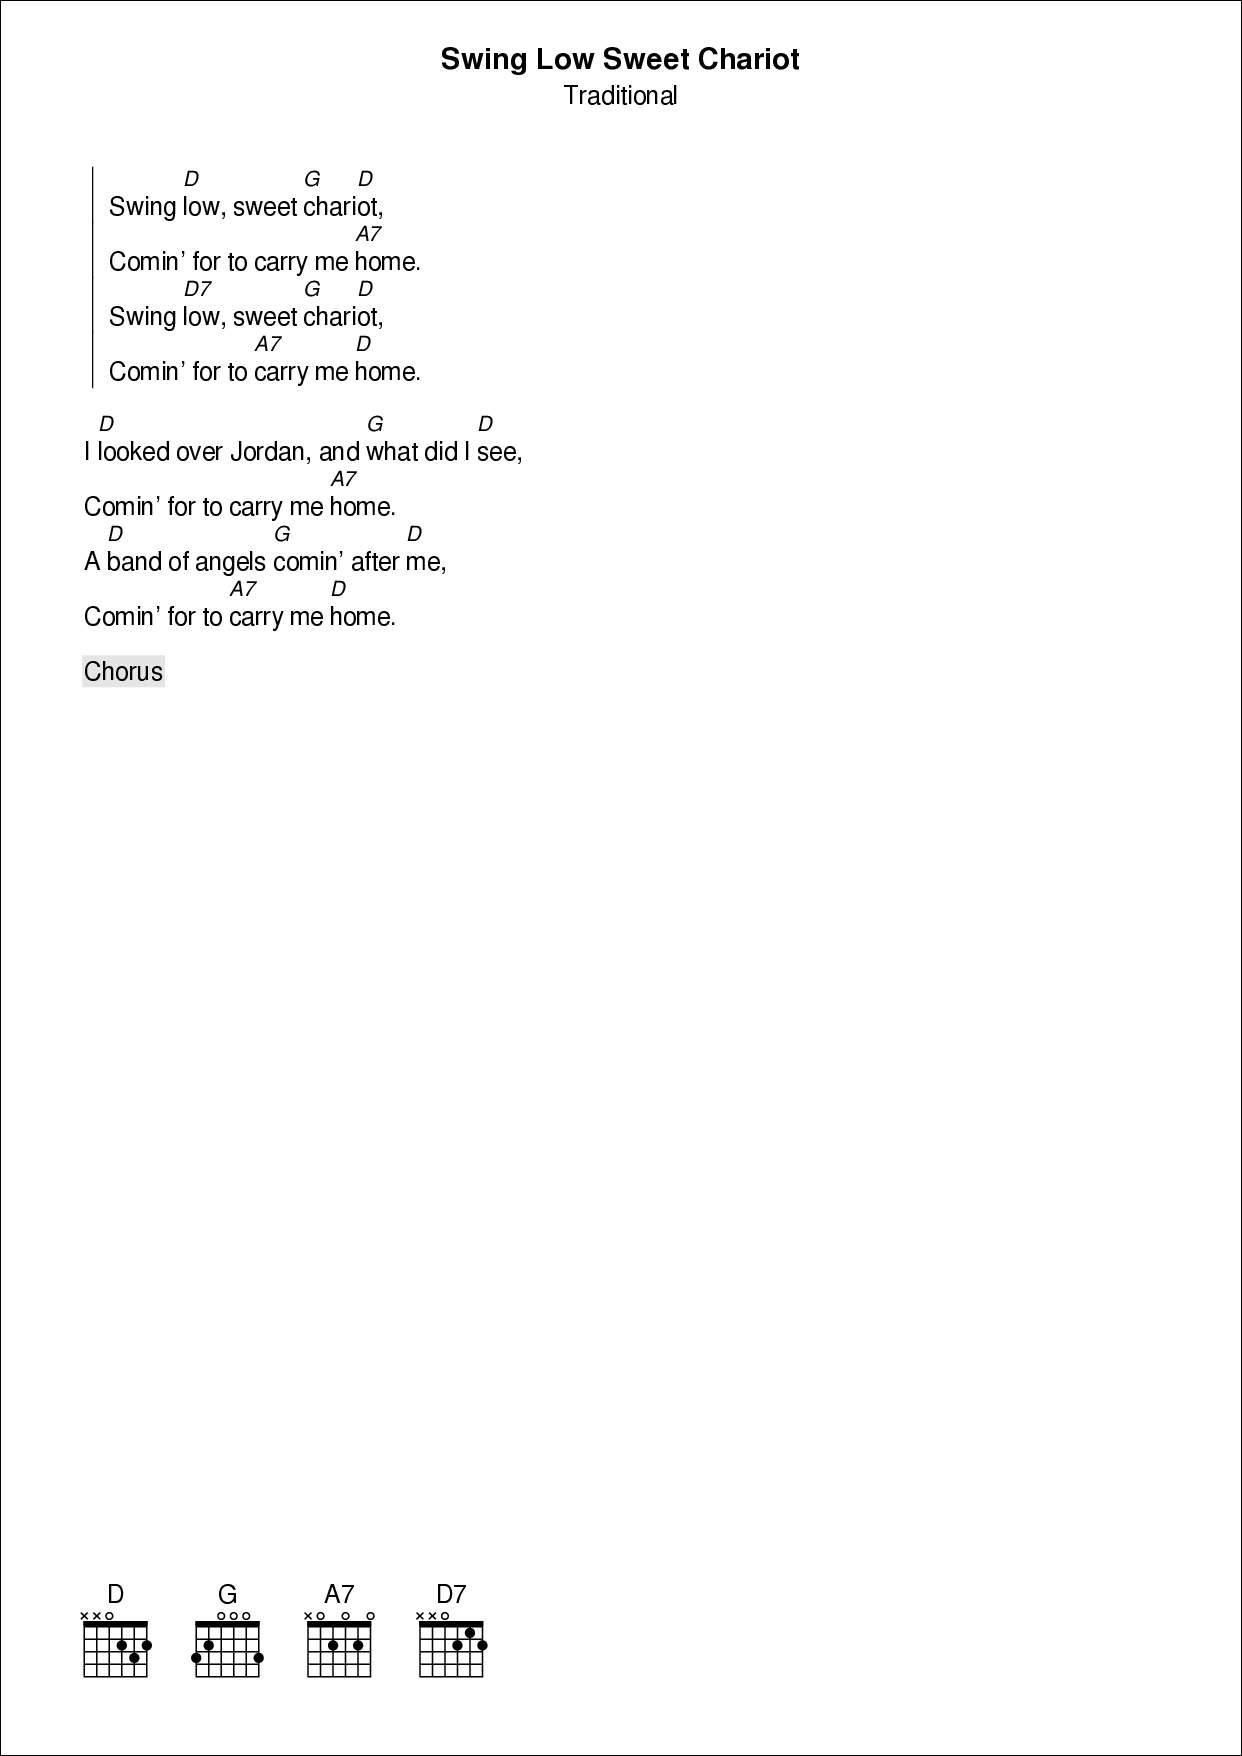 Swing Low Sweet Chariot
Traditional
D G D
Swing low, sweet chariot,
A7
Comin' for to carry me home.
D7 G D
Swing low, sweet chariot,
A7 D
Comin' for to carry me home.
D G D
I looked over Jordan, and what did I see,
A7
Comin' for to carry me home.
D G D
A band of angels comin' after me,
A7 D
Comin' for to carry me home.
Chorus
D G A7 D7